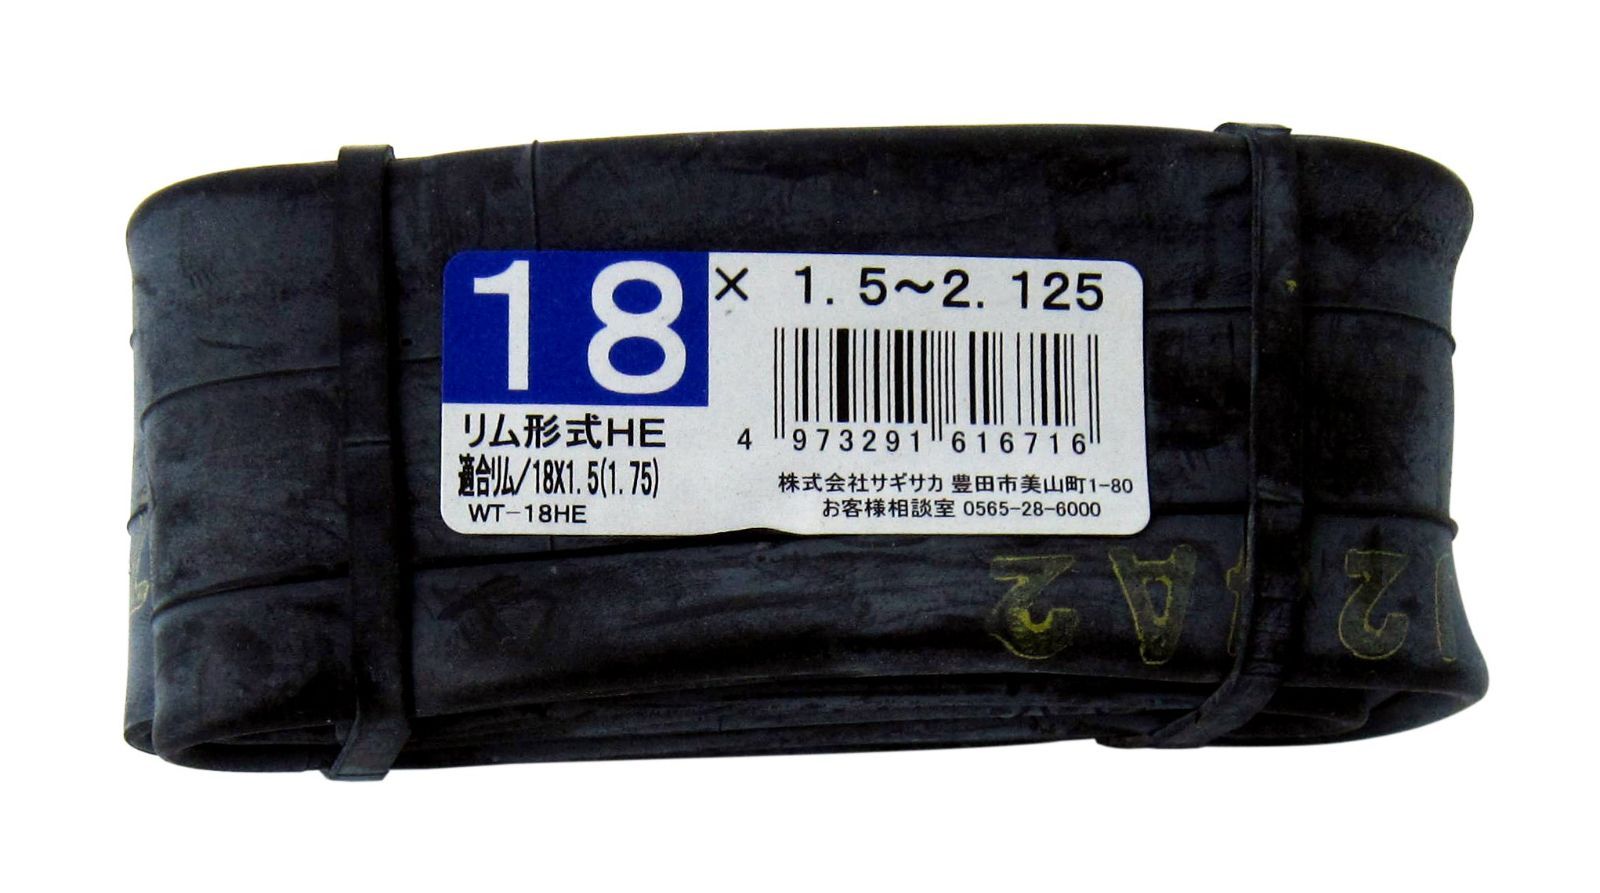 18 × 1.5～2.125
リム形式HE
適合リム/18X1.5(1.75)
WT-18HE
4 973291 616716
株式会社サギサカ 豊田市美山町1-80
お客様相談室 0565-28-6000